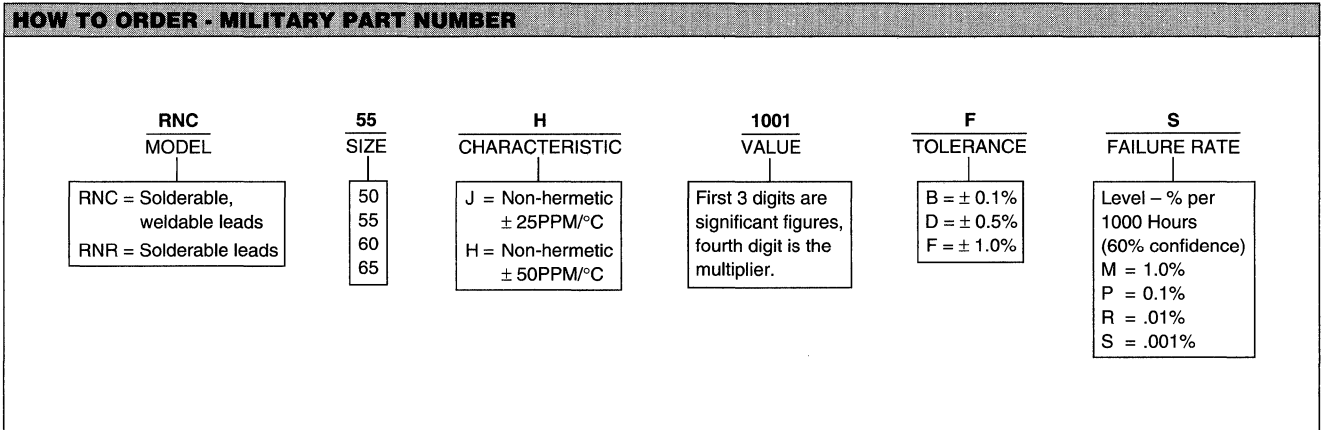 HOW TO ORDER - MILITARY PART NUMBER
RNC
MODEL
RNC = Solderable,
weldable leads
RNR = Solderable leads
55
SIZE
50
55
60
65
H
CHARACTERISTIC
J = Non-hermetic
± 25PPM/°C
H = Non-hermetic
± 50PPM/°C
1001
VALUE
First 3 digits are
significant figures,
fourth digit is the
multiplier.
F
TOLERANCE
B = ± 0.1%
D = ± 0.5%
F = ± 1.0%
S
FAILURE RATE
Level – % per
1000 Hours
(60% confidence)
M = 1.0%
P = 0.1%
R = .01%
S = .001%